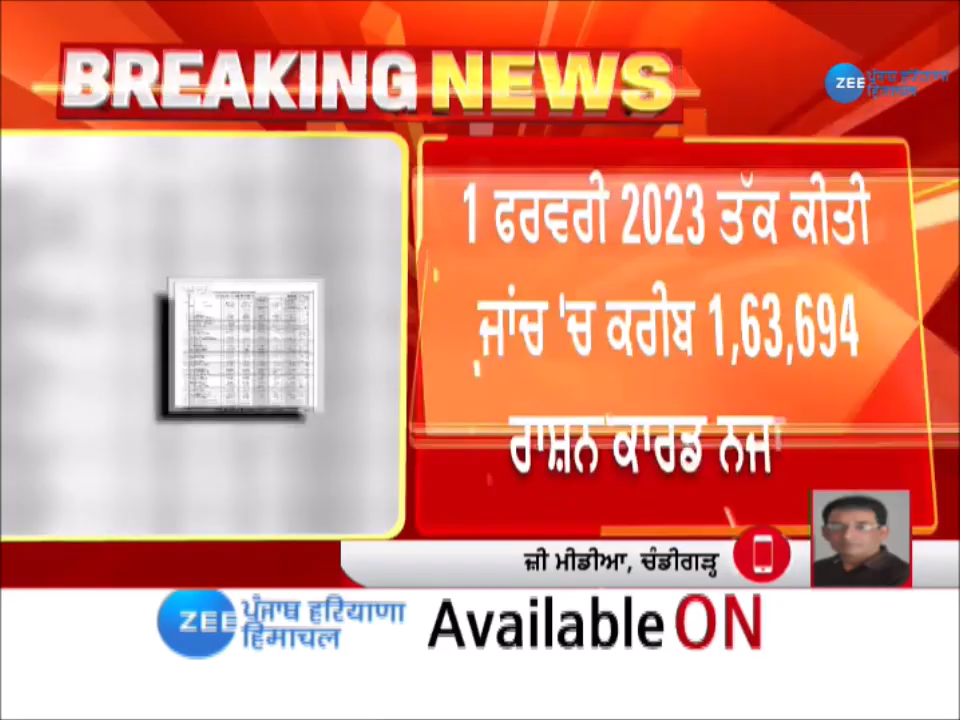 BREAKING NEWS
ZEE ਪੰਜਾਬ ਹਰਿਆਣਾ
ਹਿਮਾਚਲ
1 ਫਰਵਰੀ 2023 ਤੱਕ ਕੀਤੀ
ਜਾਂਚ 'ਚ ਕਰੀਬ 1,63,694
ਰਾਸ਼ਨ ਕਾਰਡ
ਜ਼ੀ ਮੀਡੀਆ, ਚੰਡੀਗੜ੍ਹ
ZEE ਪੰਜਾਬ ਹਰਿਆਣਾ
ਹਿਮਾਚਲ
Available ON